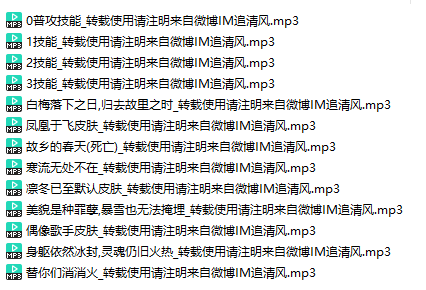 MP3 0普攻技能_转载使用请注明来自微博IM追清风.mp3
MP3 1技能_转载使用请注明来自微博IM追清风.mp3
MP3 2技能_转载使用请注明来自微博IM追清风.mp3
MP3 3技能_转载使用请注明来自微博IM追清风.mp3
MP3 白梅落下之日,归去故里之时_转载使用请注明来自微博IM追清风.mp3
MP3 凤凰于飞皮肤_转载使用请注明来自微博IM追清风.mp3
MP3 故乡的春天(死亡)_转载使用请注明来自微博IM追清风.mp3
MP3 寒流无处不在_转载使用请注明来自微博IM追清风.mp3
MP3 凛冬已至默认皮肤_转载使用请注明来自微博IM追清风.mp3
MP3 美貌是种罪孽,暴雪也无法掩埋_转载使用请注明来自微博IM追清风.mp3
MP3 偶像歌手皮肤_转载使用请注明来自微博IM追清风.mp3
MP3 身躯依然冰封,灵魂仍旧火热_转载使用请注明来自微博IM追清风.mp3
MP3 替你们消消火_转载使用请注明来自微博IM追清风.mp3